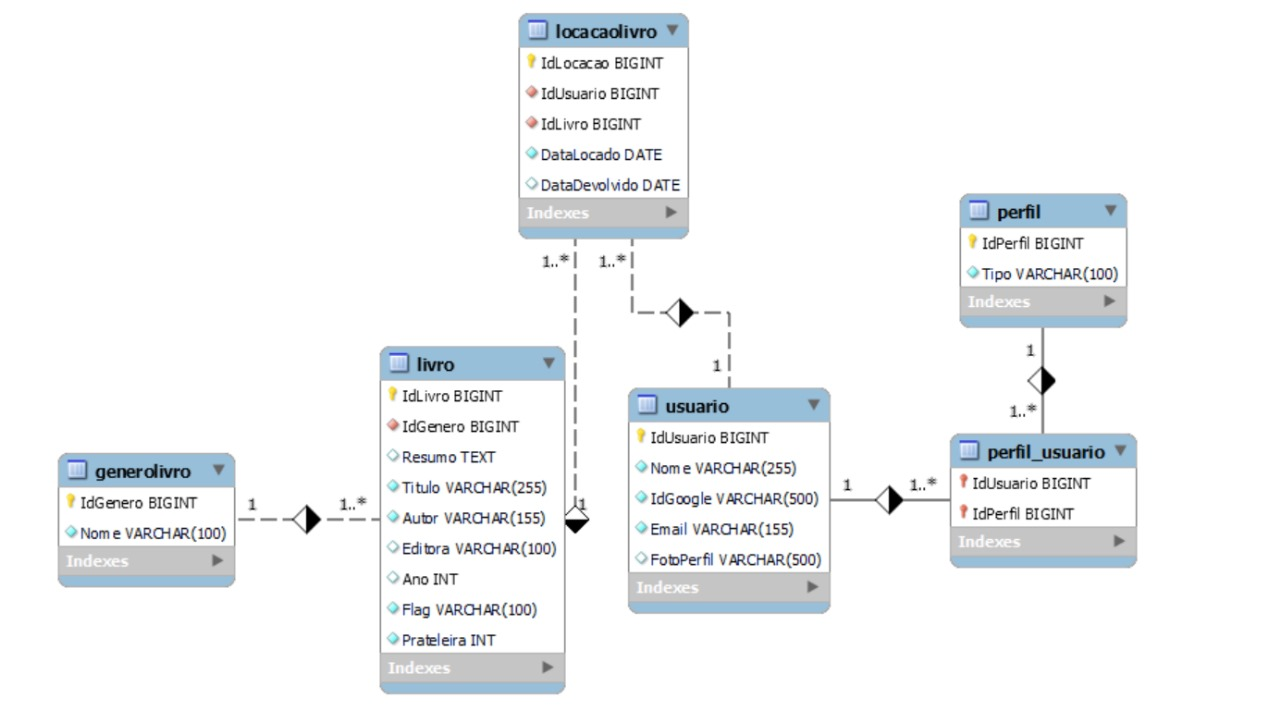 locacaolivro
IdLocacao BIGINT
IdUsuario BIGINT
IdLivro BIGINT
DataLocado DATE
DataDevolvido DATE
Indexes
1..*
1..*
1
1
perfil
IdPerfil BIGINT
Tipo VARCHAR(100)
Indexes
1
1..*
generolivro
IdGenero BIGINT
Nome VARCHAR(100)
Indexes
1
1..*
livro
IdLivro BIGINT
IdGenero BIGINT
Resumo TEXT
Titulo VARCHAR(255)
Autor VARCHAR(155)
Editora VARCHAR(100)
Ano INT
Flag VARCHAR(100)
Prateleira INT
Indexes
usuario
IdUsuario BIGINT
Nome VARCHAR(255)
IdGoogle VARCHAR(500)
Email VARCHAR(155)
FotoPerfil VARCHAR(500)
Indexes
1
1..*
perfil_usuario
IdUsuario BIGINT
IdPerfil BIGINT
Indexes